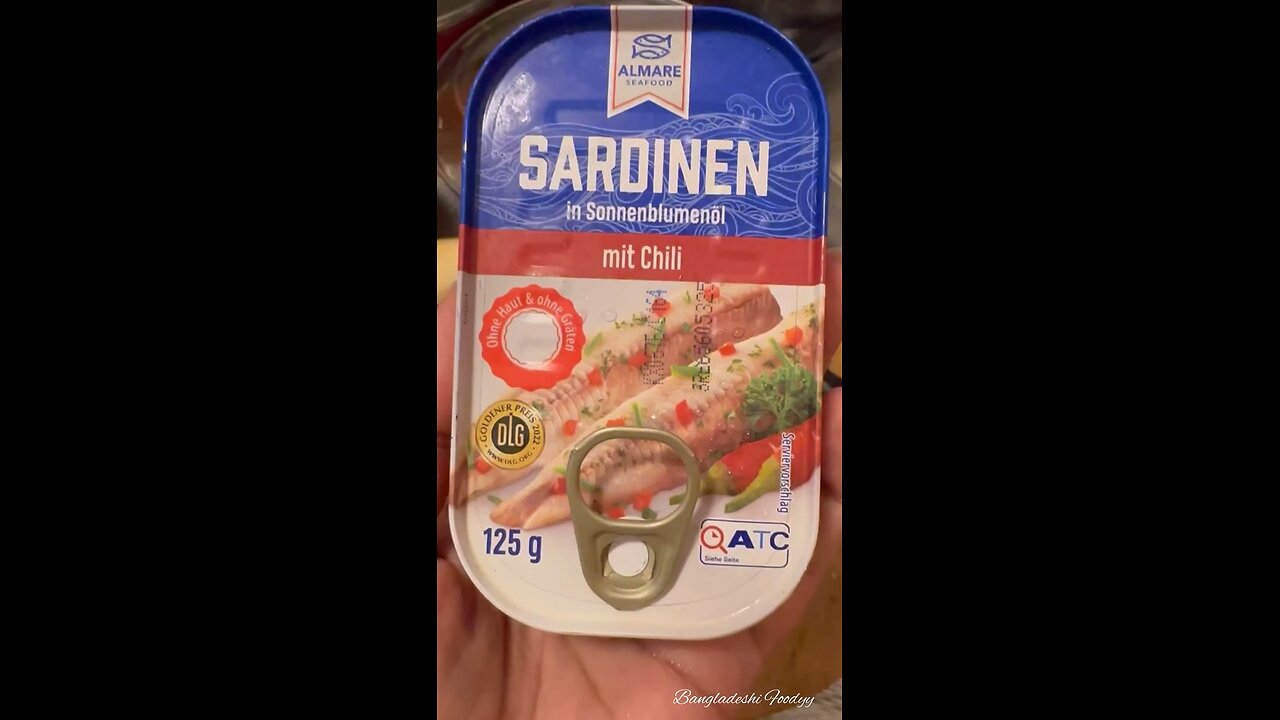 ALMARE
SEAFOOD
SARDINEN
in Sonnenblumenöl
mit Chili
Ohne Haut & ohne Gräten
GOLDENER PREIS 2022
DLG
WWW.DLG.ORG
Serviervorschlag
125 g
ATC
Siehe Seite
Bangladeshi Foodyy